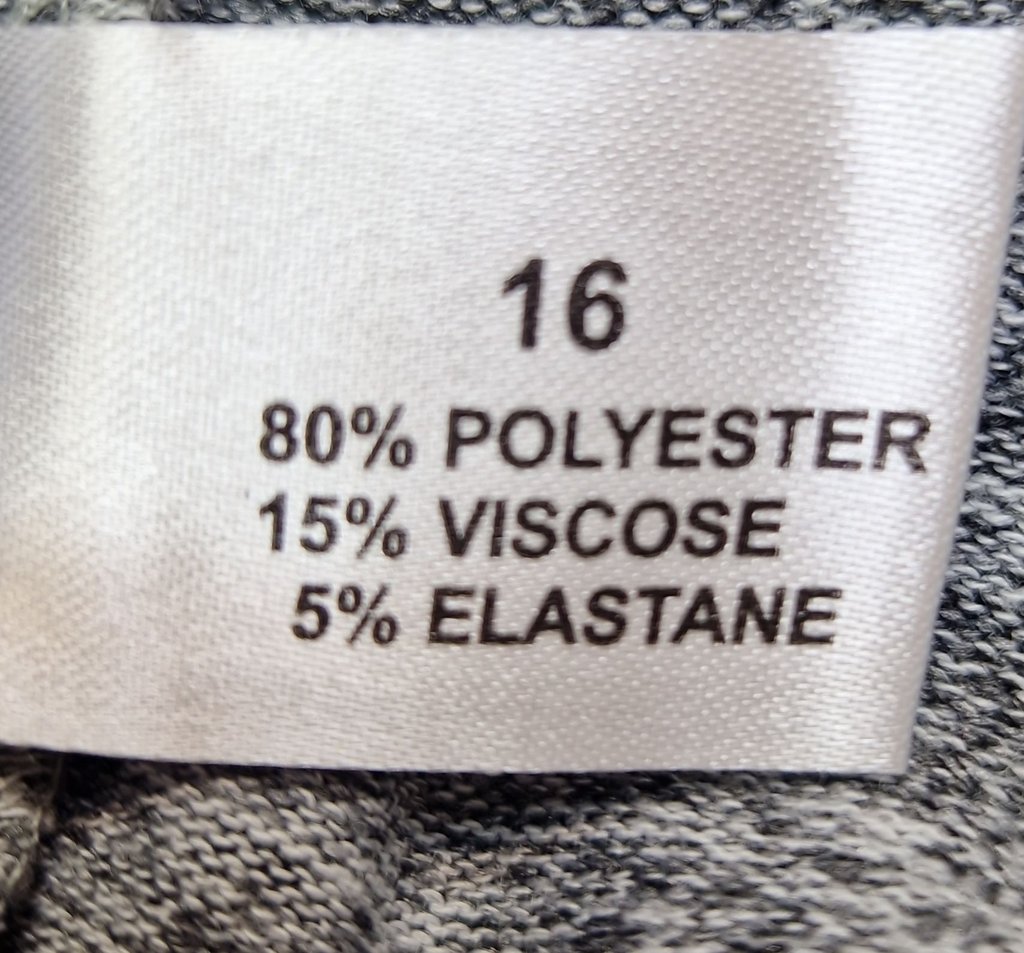 16
80% POLYESTER
15% VISCOSE
5% ELASTANE